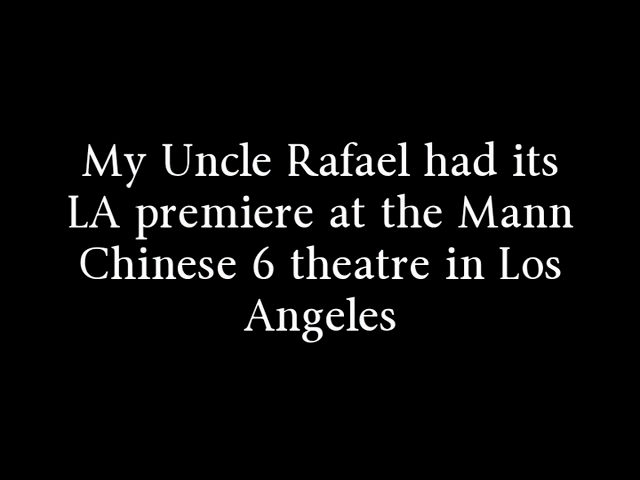 My Uncle Rafael had its
LA premiere at the Mann
Chinese 6 theatre in Los
Angeles